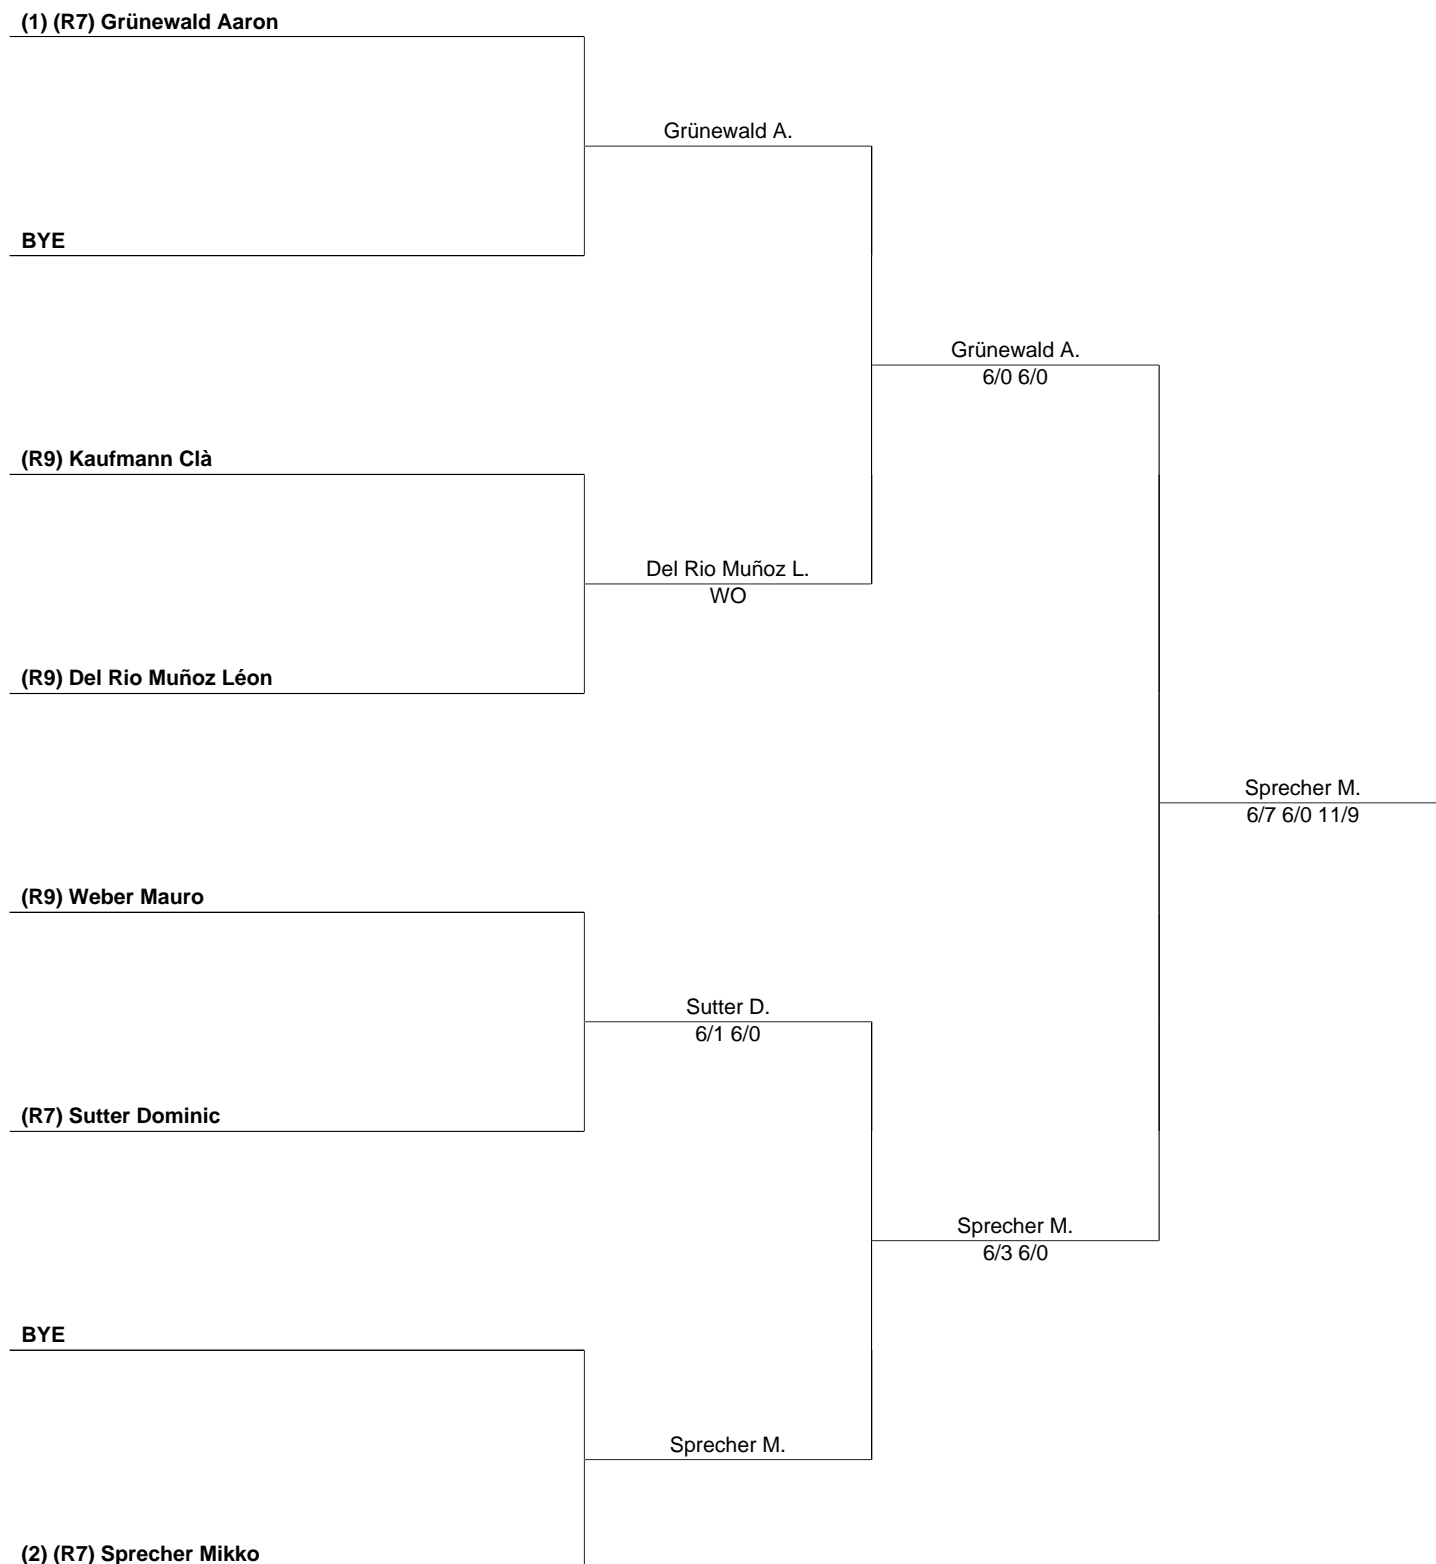 (1) (R7) Grünewald Aaron
Grünewald A.
BYE
Grünewald A.
6/0 6/0
(R9) Kaufmann Clà
Del Rio Muñoz L.
WO
(R9) Del Rio Muñoz Léon
Sprecher M.
6/7 6/0 11/9
(R9) Weber Mauro
Sutter D.
6/1 6/0
(R7) Sutter Dominic
Sprecher M.
6/3 6/0
BYE
Sprecher M.
(2) (R7) Sprecher Mikko